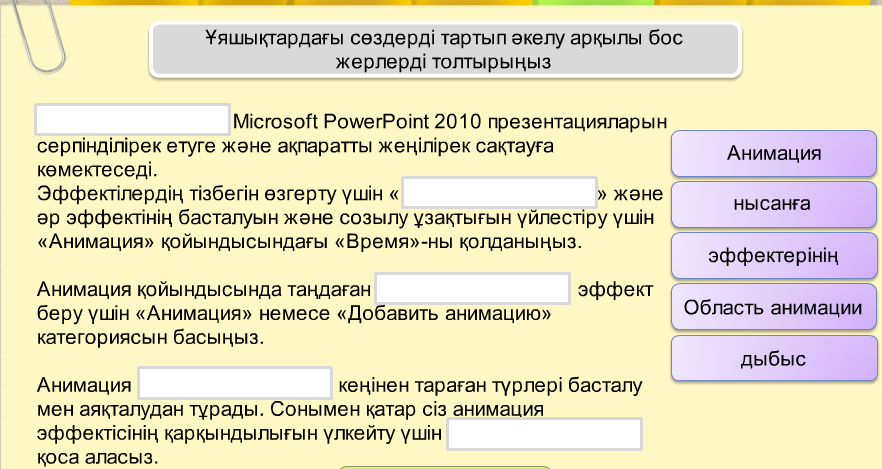 Ұяшықтардағы сөздерді тартып әкелу арқылы бос
жерлерді толтырыңыз
Microsoft PowerPoint 2010 презентацияларын
серпінділірек етуге және ақпаратты жеңілірек сақтауға
көмектеседі.
Эффектілердің тізбегін өзгерту үшін « » және
әр эффектінің басталуын және созылу ұзақтығын үйлестіру үшін
«Анимация» қойындысындағы «Время»-ны қолданыңыз.
Анимация қойындысында таңдаған эффект
беру үшін «Анимация» немесе «Добавить анимацию»
категориясын басыңыз.
Анимация кеңінен тараған түрлері басталу
мен аяқталудан тұрады. Сонымен қатар сіз анимация
эффектісінің қарқындылығын үлкейту үшін
қоса аласыз.
Анимация
нысанға
эффектерінің
Область анимации
дыбыс